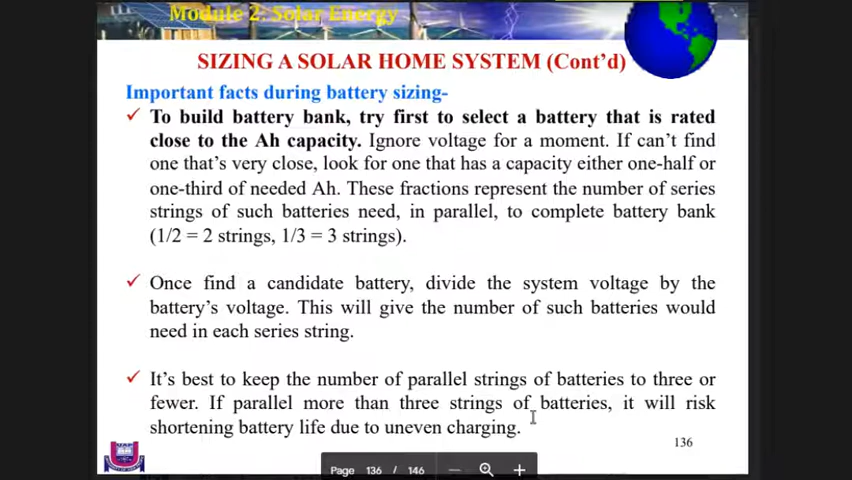 Module 2: Solar Energy
SIZING A SOLAR HOME SYSTEM (Cont'd)
Important facts during battery sizing-
✓ To build battery bank, try first to select a battery that is rated
close to the Ah capacity. Ignore voltage for a moment. If can't find
one that's very close, look for one that has a capacity either one-half or
one-third of needed Ah. These fractions represent the number of series
strings of such batteries need, in parallel, to complete battery bank
(1/2 = 2 strings, 1/3 = 3 strings).
✓ Once find a candidate battery, divide the system voltage by the
battery's voltage. This will give the number of such batteries would
need in each series string.
✓ It's best to keep the number of parallel strings of batteries to three or
fewer. If parallel more than three strings of batteries, it will risk
shortening battery life due to uneven charging.
136
UAP
Page 136 / 146